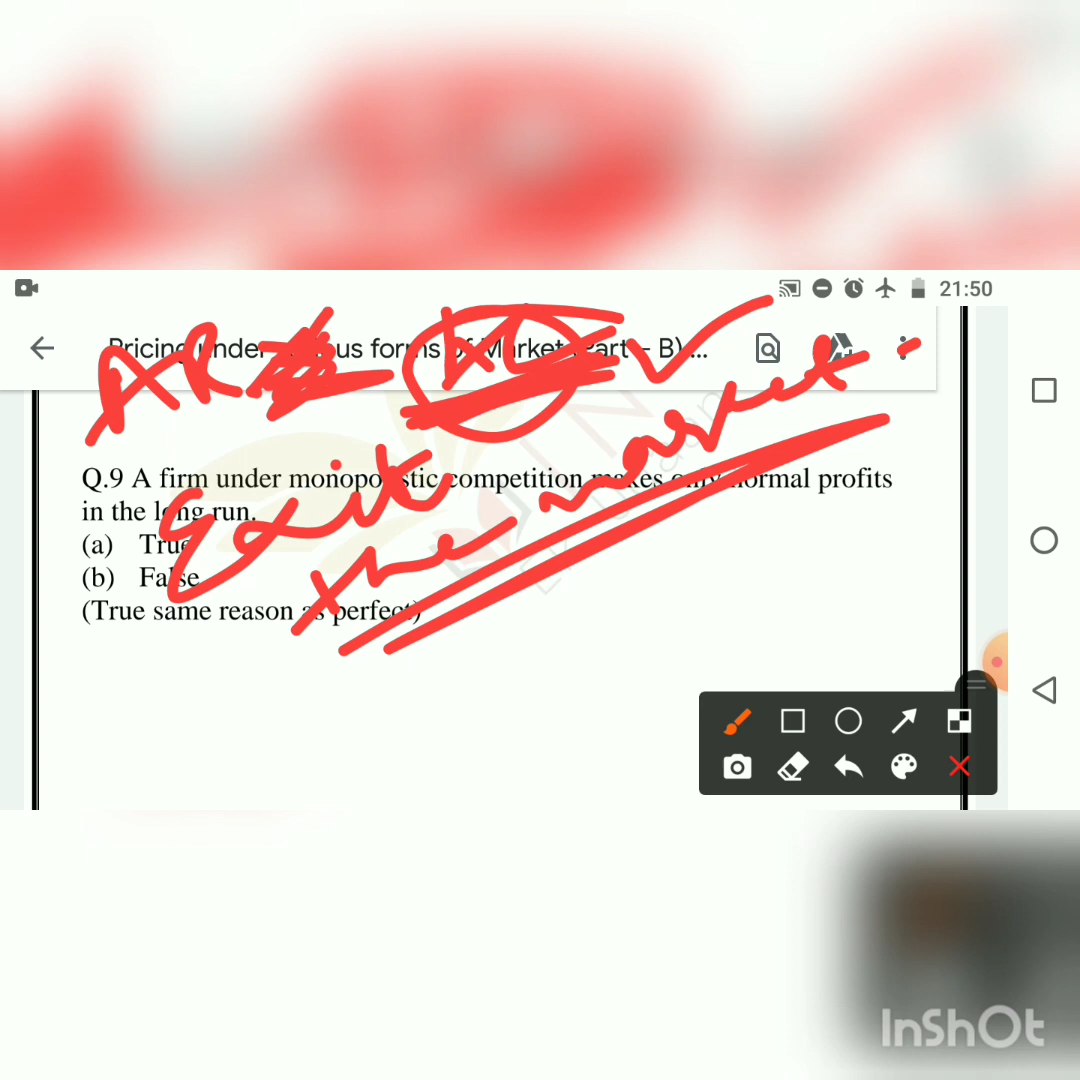 21:50
Pricing under various forms of Market (Part - B) ...
AR AC
Exit
the market
Q.9 A firm under monopolistic competition makes only normal profits
in the long run.
(a) True
(b) False
(True same reason as perfect)
InShOt